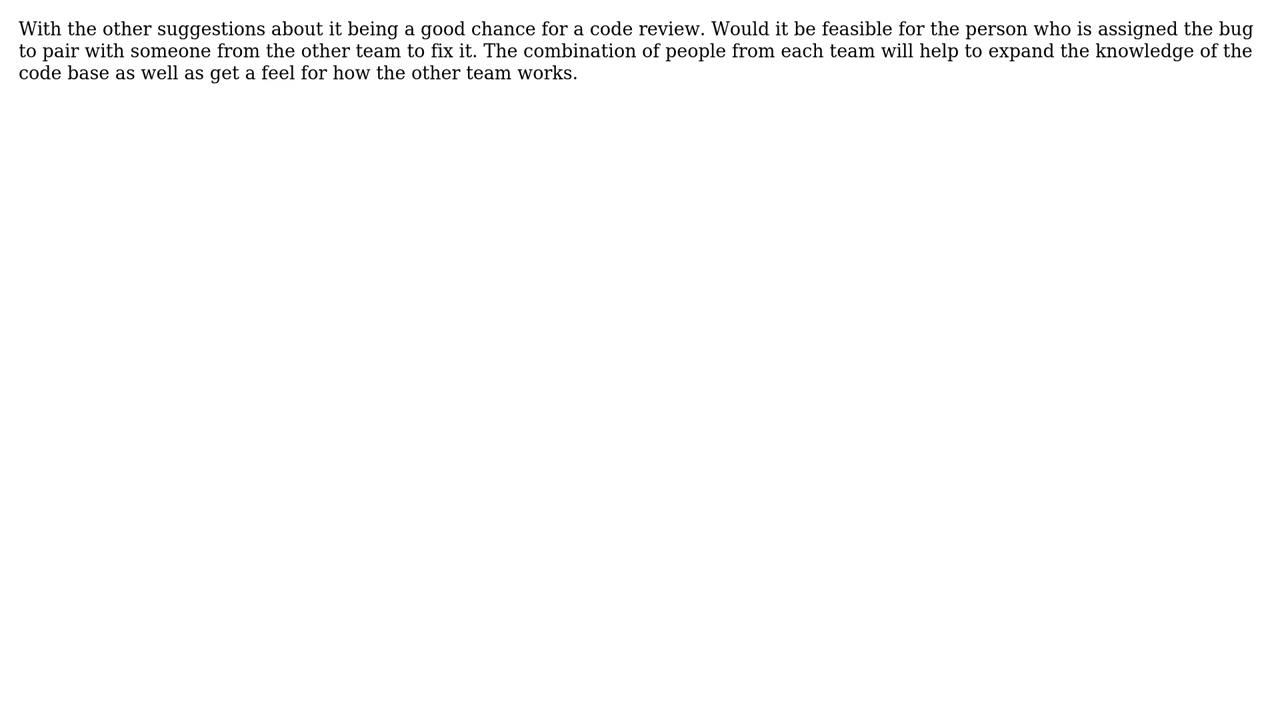 With the other suggestions about it being a good chance for a code review. Would it be feasible for the person who is assigned the bug
to pair with someone from the other team to fix it. The combination of people from each team will help to expand the knowledge of the
code base as well as get a feel for how the other team works.